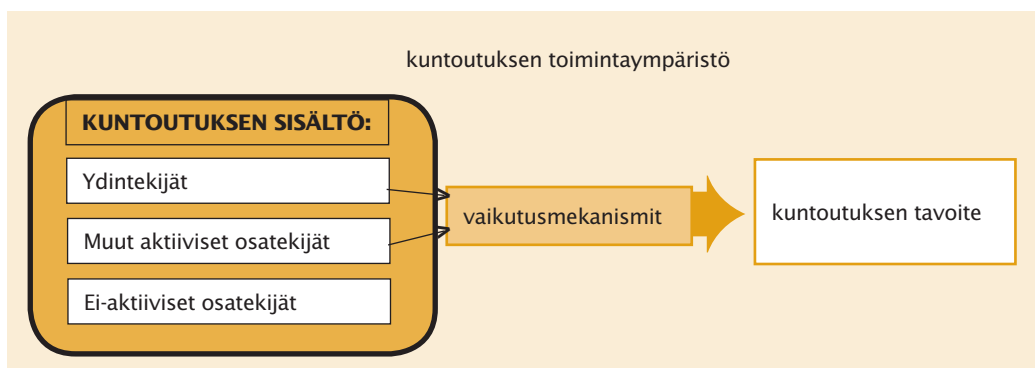 kuntoutuksen toimintaympäristö
KUNTOUTUKSEN SISÄLTÖ:
Ydintekijät
Muut aktiiviset osatekijät
Ei-aktiiviset osatekijät
vaikutusmekanismit
kuntoutuksen tavoite